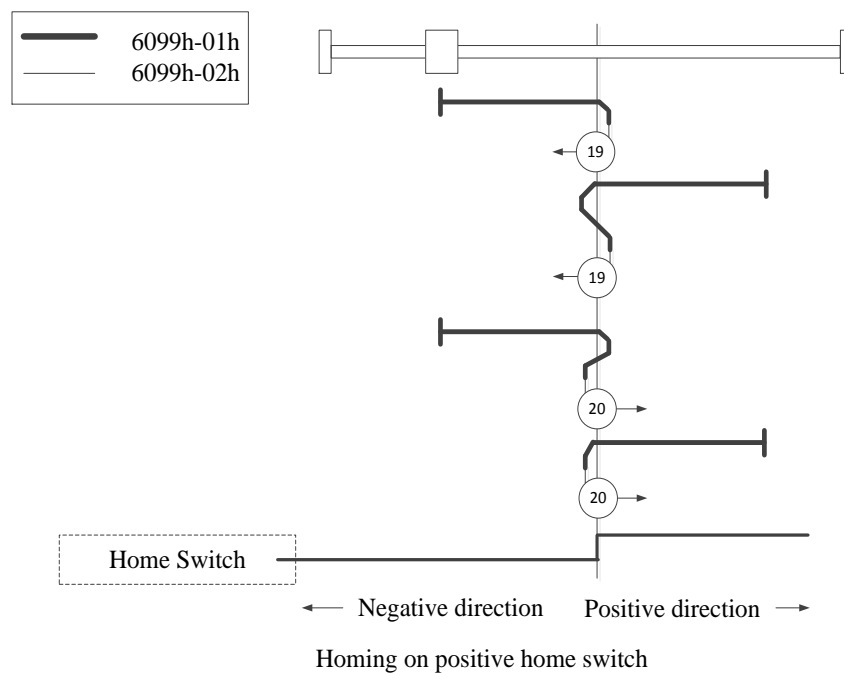 6099h-01h
6099h-02h
19
19
20
20
Home Switch
Negative direction
Positive direction
Homing on positive home switch